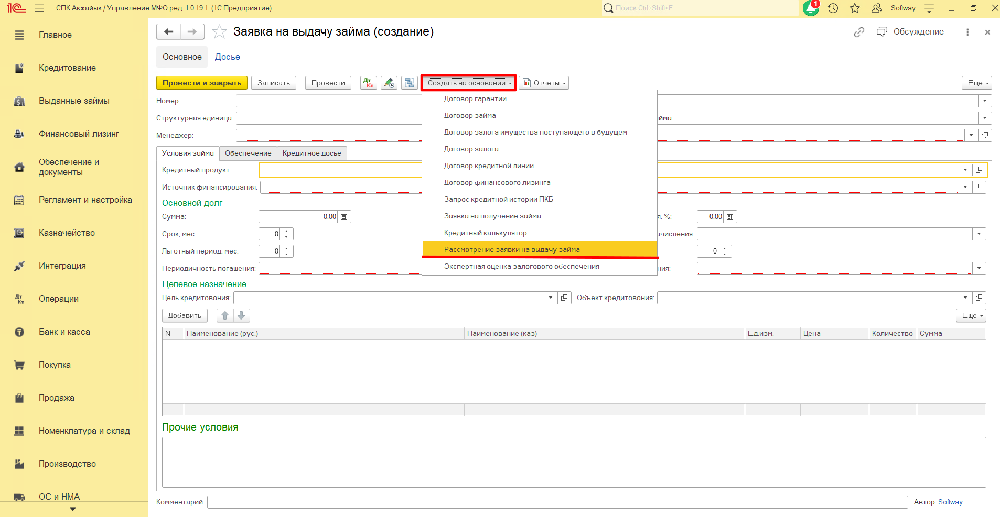 1С СПК Акжайык / Управление МФО ред. 1.0.19.1 (1С:Предприятие)
Поиск Ctrl+Shift+F
1
Softway
Главное
Кредитование
Выданные займы
Финансовый лизинг
Обеспечение и
документы
Регламент и настройка
Казначейство
Интеграция
Операции
Банк и касса
Покупка
Продажа
Номенклатура и склад
Производство
ОС и НМА
Заявка на выдачу займа (создание)
Обсуждение
Основное Досье
Провести и закрыть Записать Провести Дт Кт Создать на основании Отчеты Еще
Номер:
Структурная единица: айма
Менеджер:
Договор гарантии
Договор займа
Договор залога имущества поступающего в будущем
Договор залога
Договор кредитной линии
Договор финансового лизинга
Запрос кредитной истории ПКБ
Заявка на получение займа
Кредитный калькулятор
Рассмотрение заявки на выдачу займа
Экспертная оценка залогового обеспечения
Условия займа Обеспечение Кредитное досье
Кредитный продукт:
Источник финансирования:
Основной долг
Сумма: 0,00 я, %: 0,00
Срок, мес: 0 ачисления:
Льготный период, мес: 0 0
Периодичность погашения: ния:
Целевое назначение
Цель кредитования: Объект кредитования:
Добавить Еще
N Наименование (рус.) Наименование (каз) Ед.изм. Цена Количество Сумма
Прочие условия
Комментарий: Автор: Softway